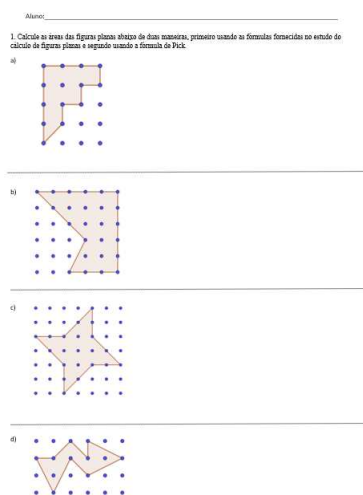 Aluno:
1. Calcule as áreas das figuras planas abaixo de duas maneiras, primeiro usando as fórmulas fornecidas no estudo do
cálculo de figuras planas e segundo usando a fórmula de Pick.
a)
b)
c)
d)